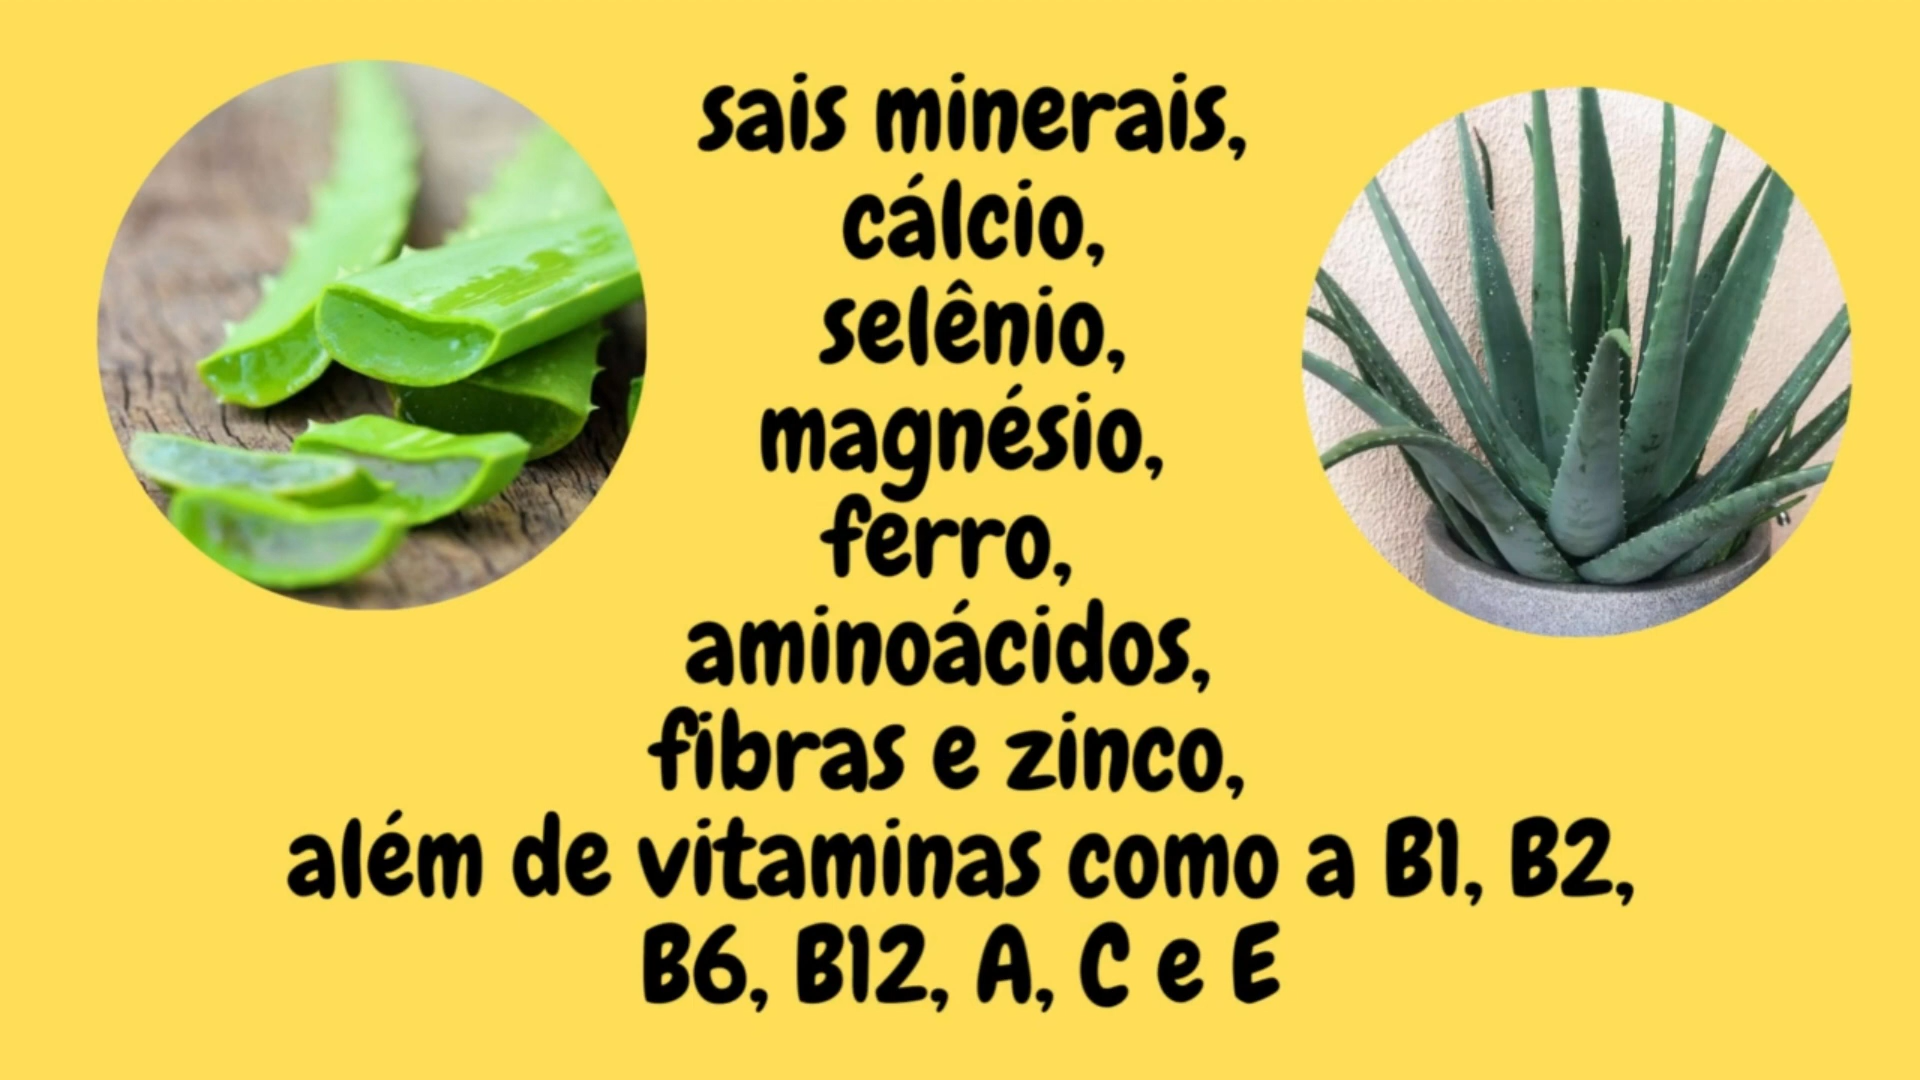 sais minerais,
cálcio,
selênio,
magnésio,
ferro,
aminoácidos,
fibras e zinco,
além de vitaminas como a B1, B2,
B6, B12, A, C e E